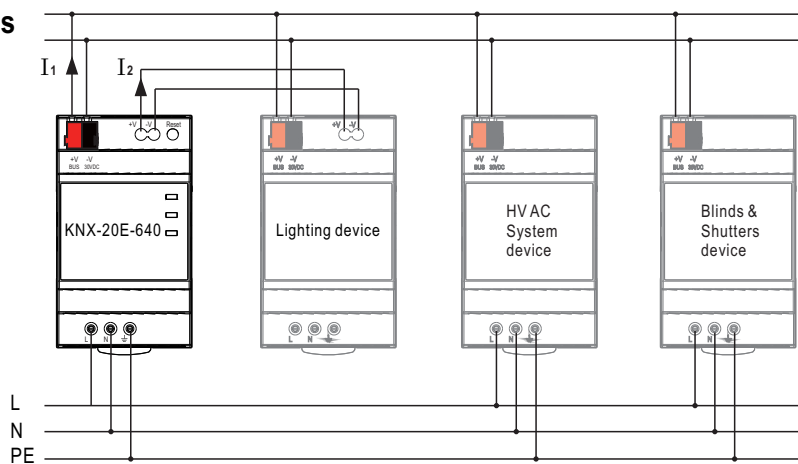 s
I1
I2
+V -V Reset
+V -V
+V -V
BUS 30VDC
+V -V
BUS 30VDC
+V -V
BUS 30VDC
+V -V
BUS 30VDC
KNX-20E-640
Lighting device
HV AC
System
device
Blinds &
Shutters
device
L N
L N
L N
L N
L
N
PE